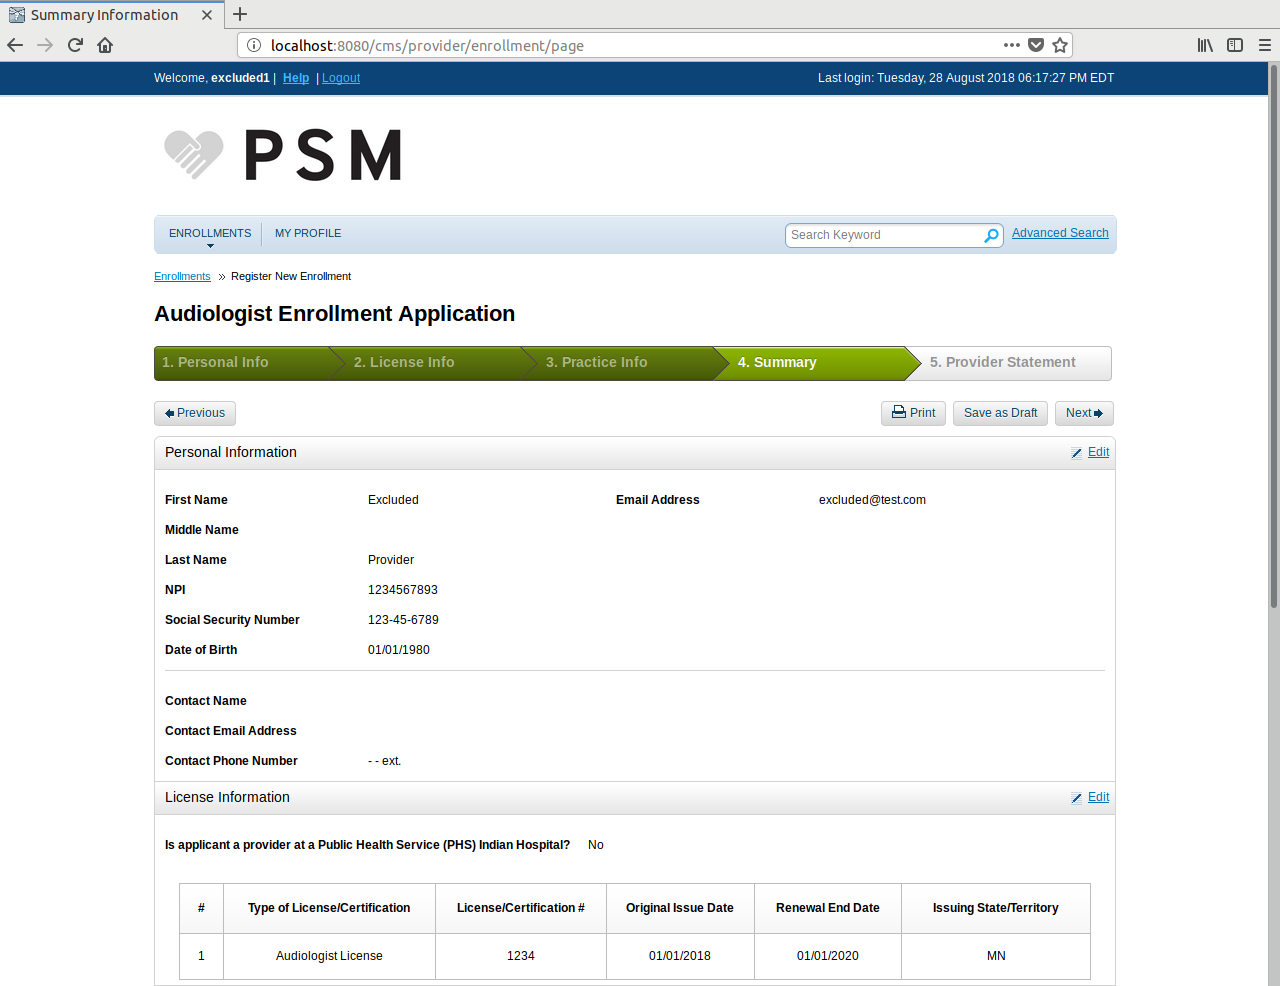 Summary Information
localhost:8080/cms/provider/enrollment/page
Welcome, excluded1 | Help | Logout
Last login: Tuesday, 28 August 2018 06:17:27 PM EDT
PSM
ENROLLMENTS MY PROFILE Search Keyword Advanced Search
Enrollments » Register New Enrollment
Audiologist Enrollment Application
1. Personal Info 2. License Info 3. Practice Info 4. Summary 5. Provider Statement
Previous Print Save as Draft Next
Personal Information Edit
First Name Excluded Email Address excluded@test.com
Middle Name
Last Name Provider
NPI 1234567893
Social Security Number 123-45-6789
Date of Birth 01/01/1980
Contact Name
Contact Email Address
Contact Phone Number - - ext.
License Information Edit
Is applicant a provider at a Public Health Service (PHS) Indian Hospital? No
# Type of License/Certification License/Certification # Original Issue Date Renewal End Date Issuing State/Territory
1 Audiologist License 1234 01/01/2018 01/01/2020 MN